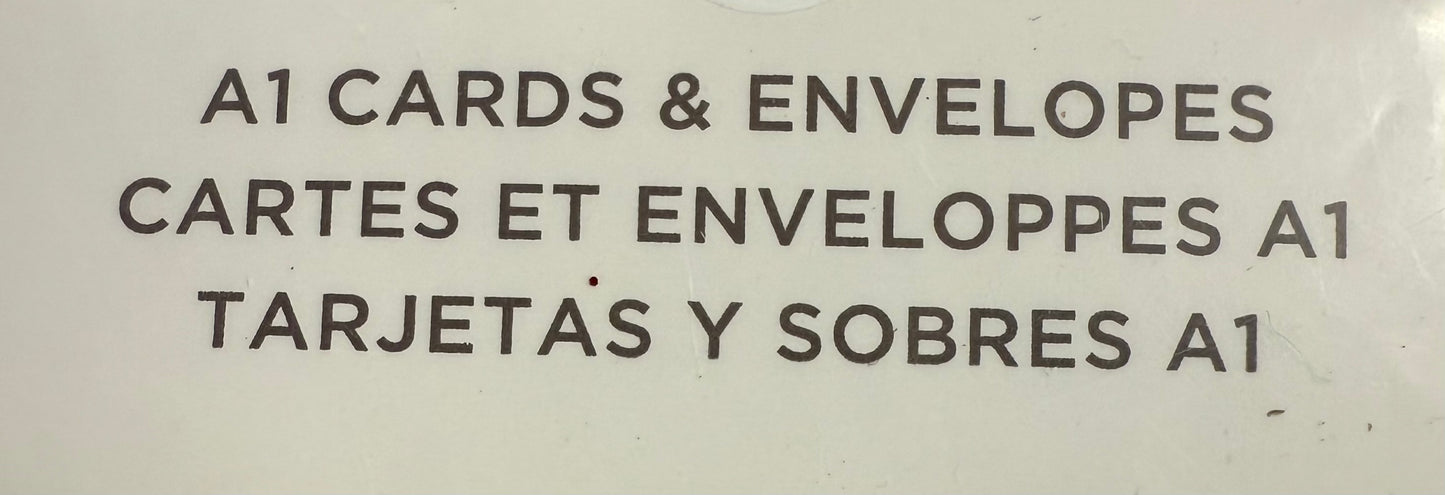 A1 CARDS & ENVELOPES
CARTES ET ENVELOPPES A1
TARJETAS Y SOBRES A1